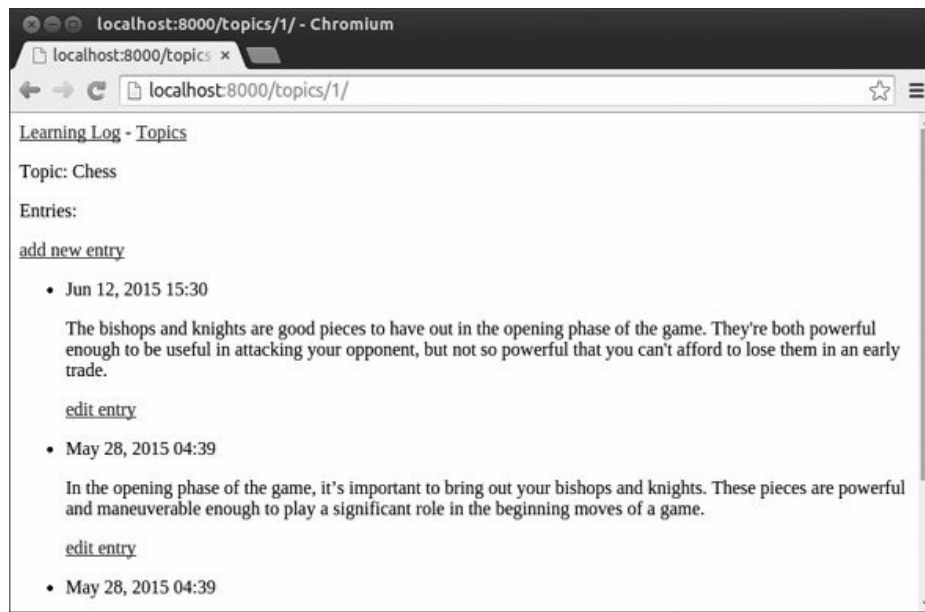 localhost:8000/topics/1/ - Chromium
localhost:8000/topics
localhost:8000/topics/1/
Learning Log - Topics
Topic: Chess
Entries:
add new entry
• Jun 12, 2015 15:30
The bishops and knights are good pieces to have out in the opening phase of the game. They're both powerful
enough to be useful in attacking your opponent, but not so powerful that you can't afford to lose them in an early
trade.
edit entry
• May 28, 2015 04:39
In the opening phase of the game, it’s important to bring out your bishops and knights. These pieces are powerful
and maneuverable enough to play a significant role in the beginning moves of a game.
edit entry
• May 28, 2015 04:39